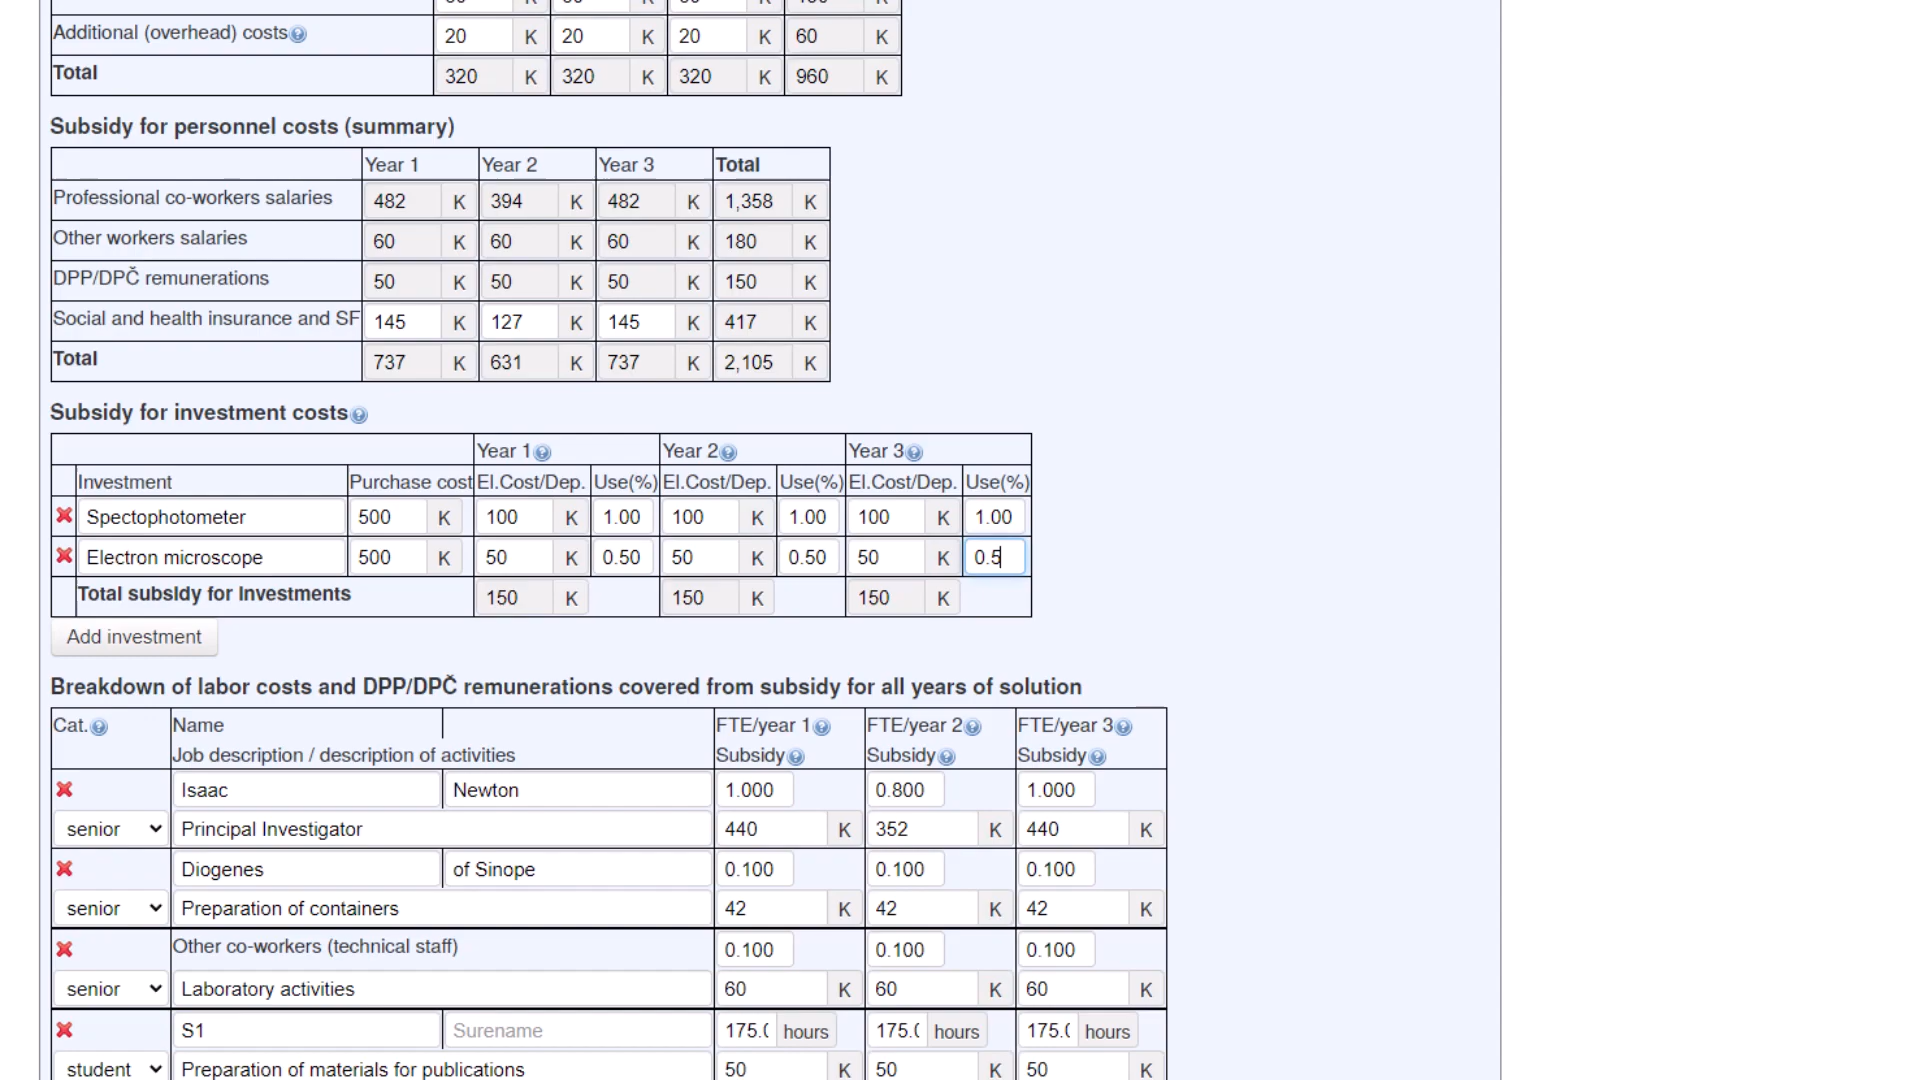 Additional (overhead) costs 20 K 20 K 20 K 60 K
Total 320 K 320 K 320 K 960 K
Subsidy for personnel costs (summary)
Year 1 Year 2 Year 3 Total
Professional co-workers salaries 482 K 394 K 482 K 1,358 K
Other workers salaries 60 K 60 K 60 K 180 K
DPP/DPČ remunerations 50 K 50 K 50 K 150 K
Social and health insurance and SF 145 K 127 K 145 K 417 K
Total 737 K 631 K 737 K 2,105 K
Subsidy for investment costs
Year 1 Year 2 Year 3
Investment Purchase cost El.Cost/Dep. Use(%) El.Cost/Dep. Use(%) El.Cost/Dep. Use(%)
Spectophotometer 500 K 100 K 1.00 100 K 1.00 100 K 1.00
Electron microscope 500 K 50 K 0.50 50 K 0.50 50 K 0.5
Total subsidy for Investments 150 K 150 K 150 K
Add investment
Breakdown of labor costs and DPP/DPČ remunerations covered from subsidy for all years of solution
Cat. Name FTE/year 1 FTE/year 2 FTE/year 3
Job description / description of activities Subsidy Subsidy Subsidy
Isaac Newton 1.000 0.800 1.000
senior Principal Investigator 440 K 352 K 440 K
Diogenes of Sinope 0.100 0.100 0.100
senior Preparation of containers 42 K 42 K 42 K
Other co-workers (technical staff) 0.100 0.100 0.100
senior Laboratory activities 60 K 60 K 60 K
S1 Surename 175.0 hours 175.0 hours 175.0 hours
student Preparation of materials for publications 50 K 50 K 50 K